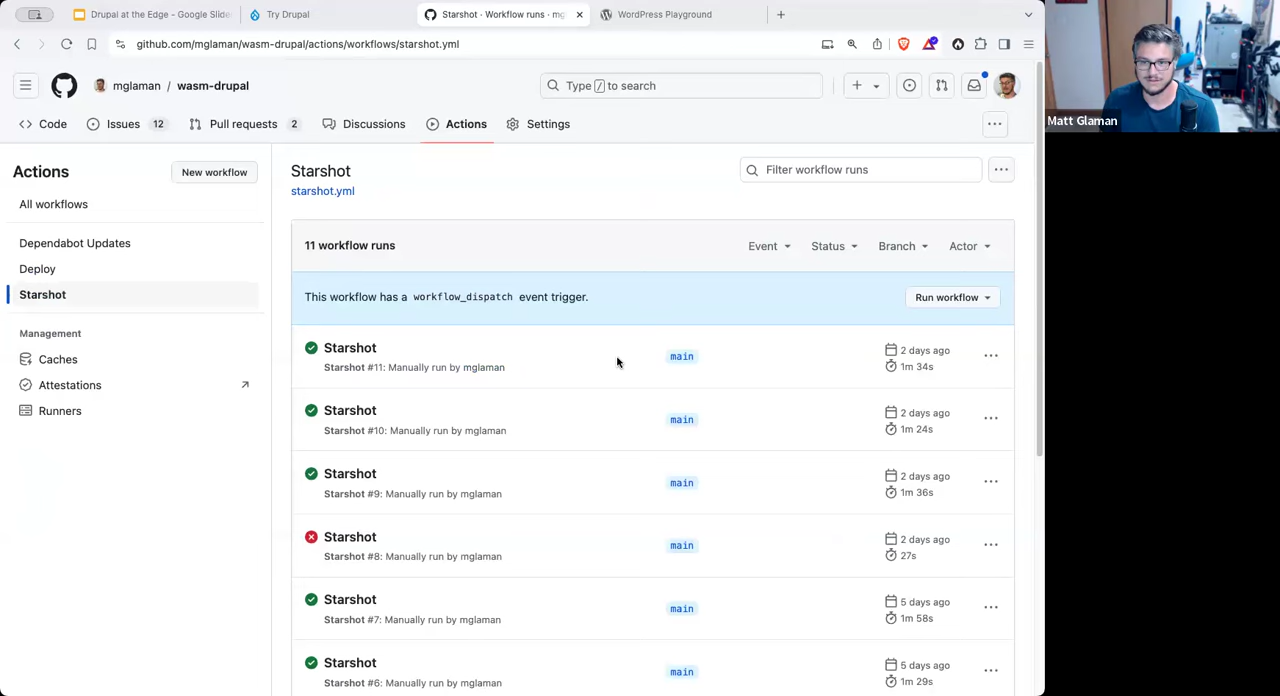 Drupal at the Edge - Google Slide
Try Drupal
Starshot · Workflow runs · mg
WordPress Playground
github.com/mglaman/wasm-drupal/actions/workflows/starshot.yml
mglaman / wasm-drupal
Type / to search
Code
Issues 12
Pull requests 2
Discussions
Actions
Settings
Matt Glaman
Actions
New workflow
All workflows
Dependabot Updates
Deploy
Starshot
Management
Caches
Attestations
Runners
Starshot
starshot.yml
Filter workflow runs
11 workflow runs
Event
Status
Branch
Actor
This workflow has a workflow_dispatch event trigger.
Run workflow
Starshot
Starshot #11: Manually run by mglaman
main
2 days ago
1m 34s
Starshot
Starshot #10: Manually run by mglaman
main
2 days ago
1m 24s
Starshot
Starshot #9: Manually run by mglaman
main
2 days ago
1m 36s
Starshot
Starshot #8: Manually run by mglaman
main
2 days ago
27s
Starshot
Starshot #7: Manually run by mglaman
main
5 days ago
1m 58s
Starshot
Starshot #6: Manually run by mglaman
main
5 days ago
1m 29s